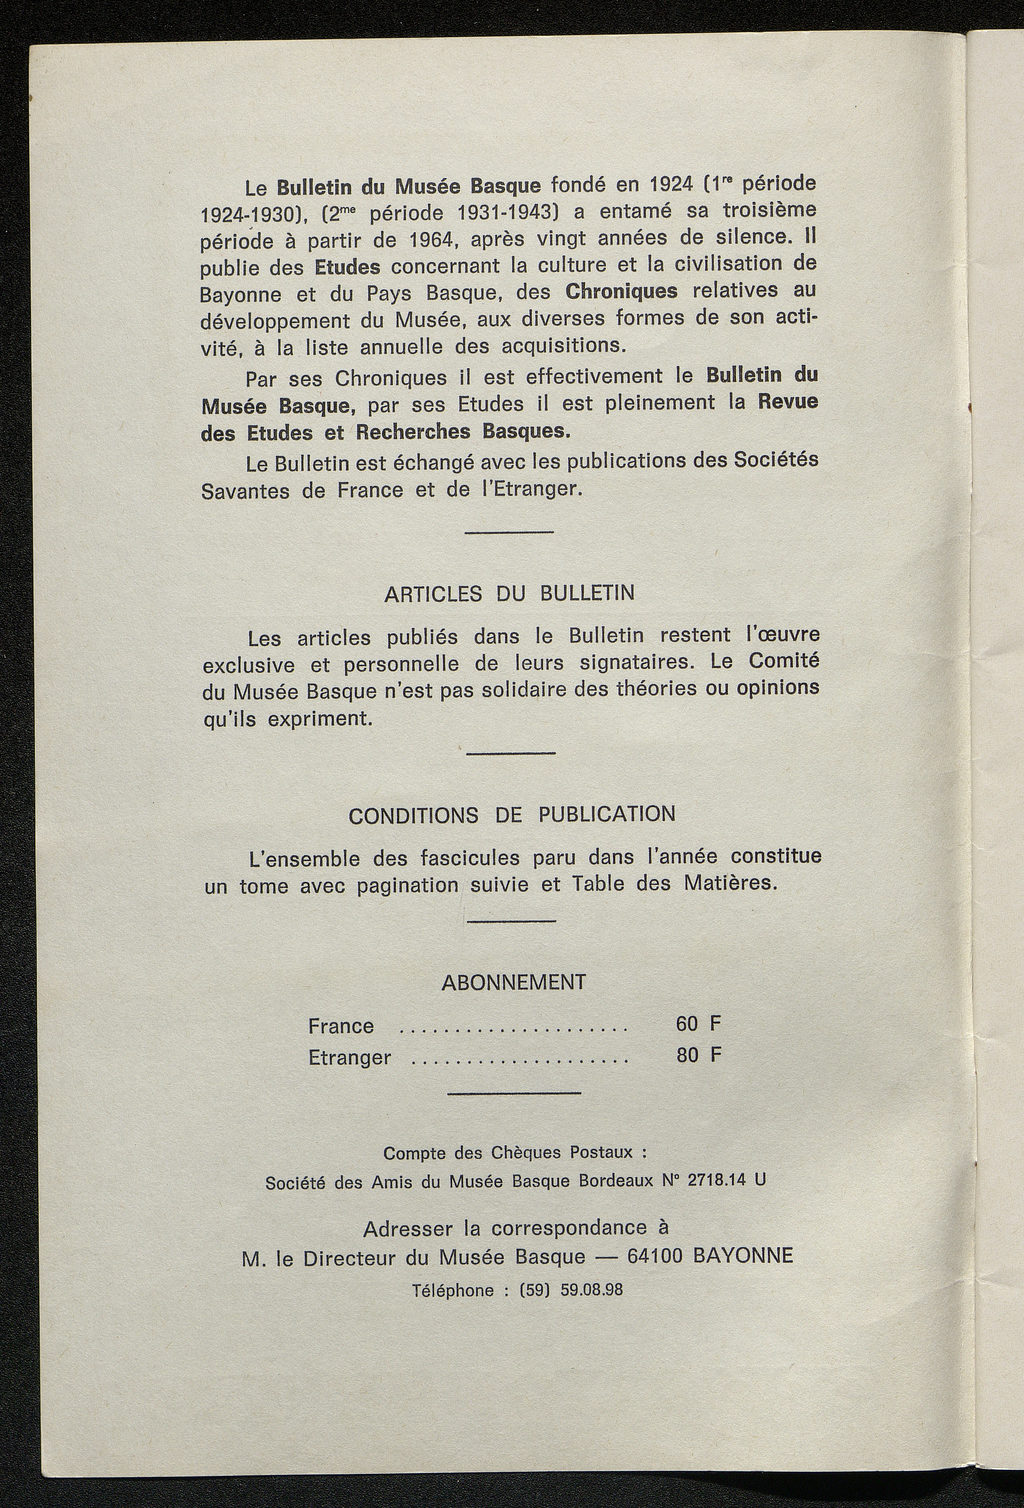 Le Bulletin du Musée Basque fondé en 1924 (1re période
1924-1930), (2me période 1931-1943) a entamé sa troisième
période à partir de 1964, après vingt années de silence. Il
publie des Etudes concernant la culture et la civilisation de
Bayonne et du Pays Basque, des Chroniques relatives au
développement du Musée, aux diverses formes de son acti-
vité, à la liste annuelle des acquisitions.
Par ses Chroniques il est effectivement le Bulletin du
Musée Basque, par ses Etudes il est pleinement la Revue
des Etudes et Recherches Basques.
Le Bulletin est échangé avec les publications des Sociétés
Savantes de France et de l'Etranger.
ARTICLES DU BULLETIN
Les articles publiés dans le Bulletin restent l'œuvre
exclusive et personnelle de leurs signataires. Le Comité
du Musée Basque n'est pas solidaire des théories ou opinions
qu'ils expriment.
CONDITIONS DE PUBLICATION
L'ensemble des fascicules paru dans l'année constitue
un tome avec pagination suivie et Table des Matières.
ABONNEMENT
France ..................... 60 F
Etranger .................... 80 F
Compte des Chèques Postaux :
Société des Amis du Musée Basque Bordeaux N° 2718.14 U
Adresser la correspondance à
M. le Directeur du Musée Basque — 64100 BAYONNE
Téléphone : (59) 59.08.98